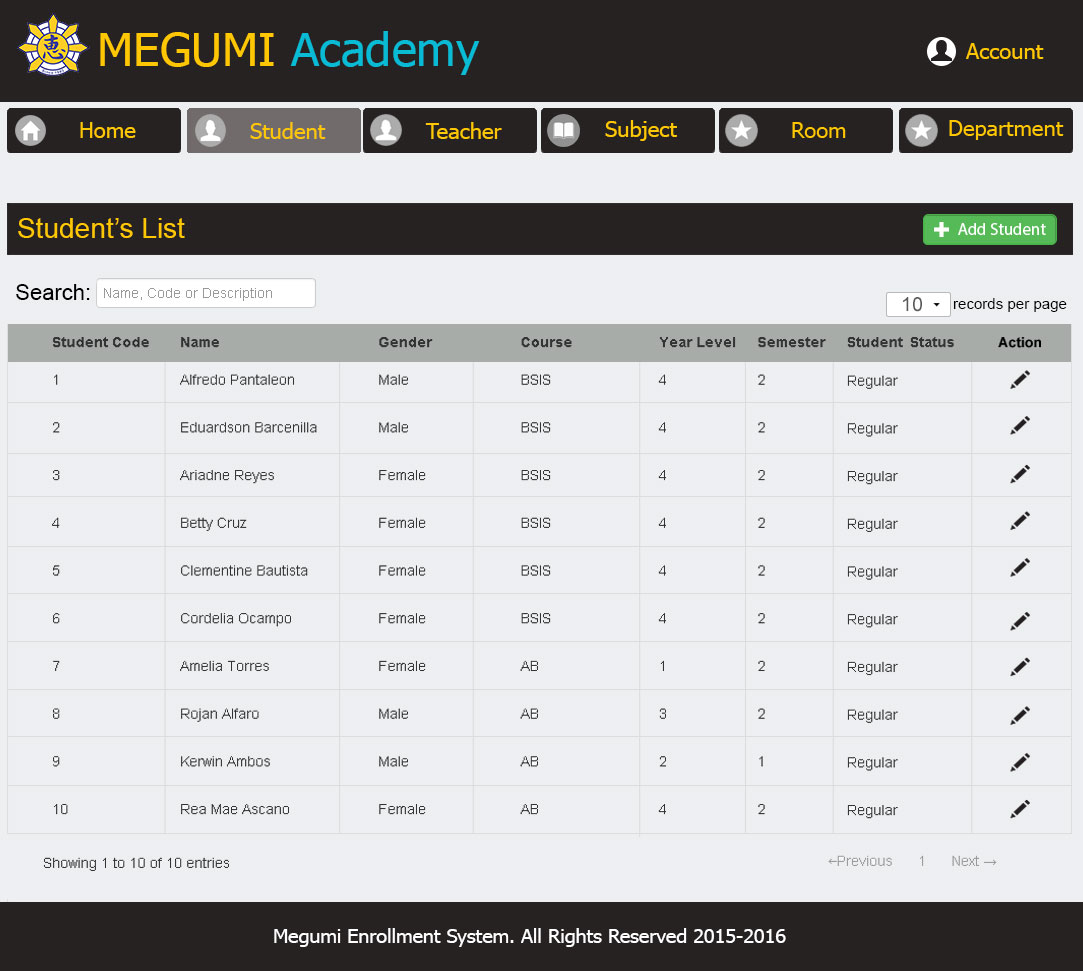 MEGUMI Academy
Account
Home Student Teacher Subject Room Department
Student's List
Add Student
Search: Name, Code or Description
10 records per page
Student Code Name Gender Course Year Level Semester Student Status Action
1 Alfredo Pantaleon Male BSIS 4 2 Regular
2 Eduardson Barcenilla Male BSIS 4 2 Regular
3 Ariadne Reyes Female BSIS 4 2 Regular
4 Betty Cruz Female BSIS 4 2 Regular
5 Clementine Bautista Female BSIS 4 2 Regular
6 Cordelia Ocampo Female BSIS 4 2 Regular
7 Amelia Torres Female AB 1 2 Regular
8 Rojan Alfaro Male AB 3 2 Regular
9 Kerwin Ambos Male AB 2 1 Regular
10 Rea Mae Ascano Female AB 4 2 Regular
Showing 1 to 10 of 10 entries
←Previous 1 Next →
Megumi Enrollment System. All Rights Reserved 2015-2016